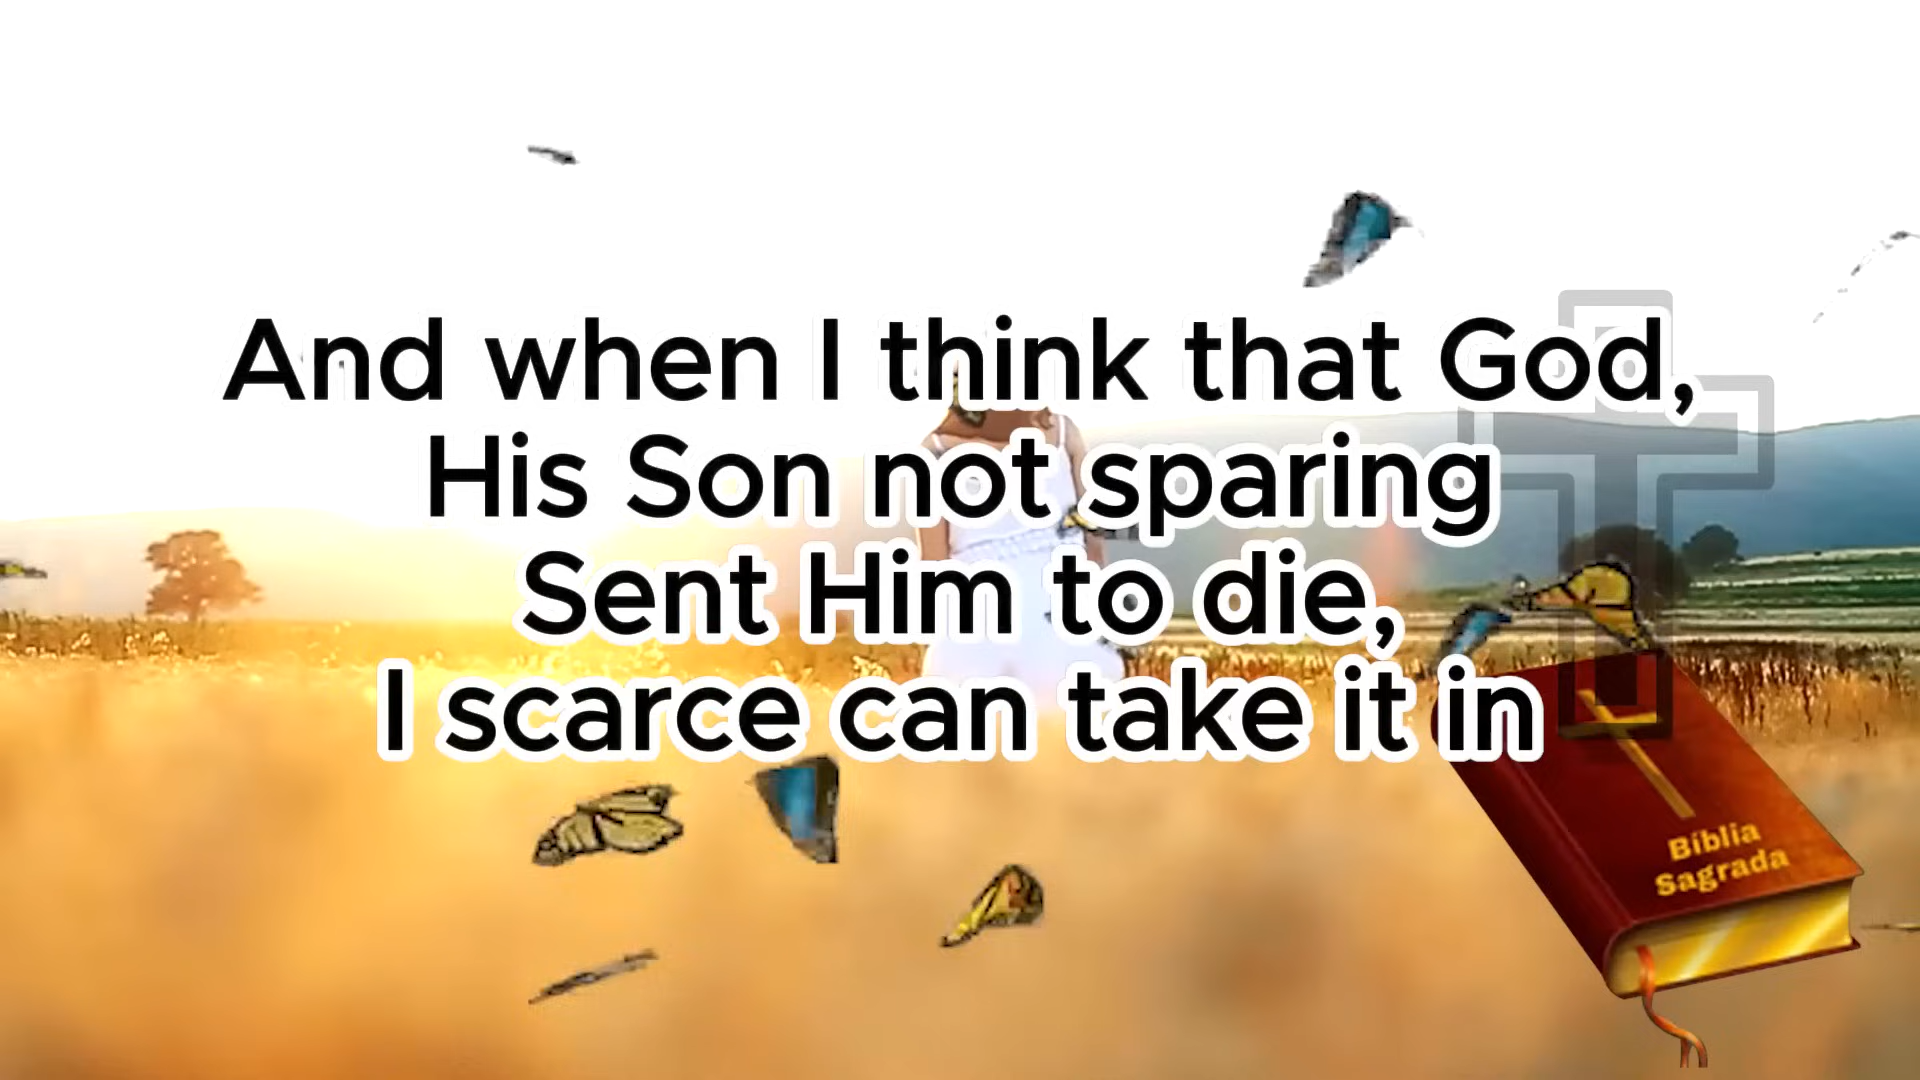 And when I think that God,
His Son not sparing
Sent Him to die,
I scarce can take it in
Bíblia
Sagrada